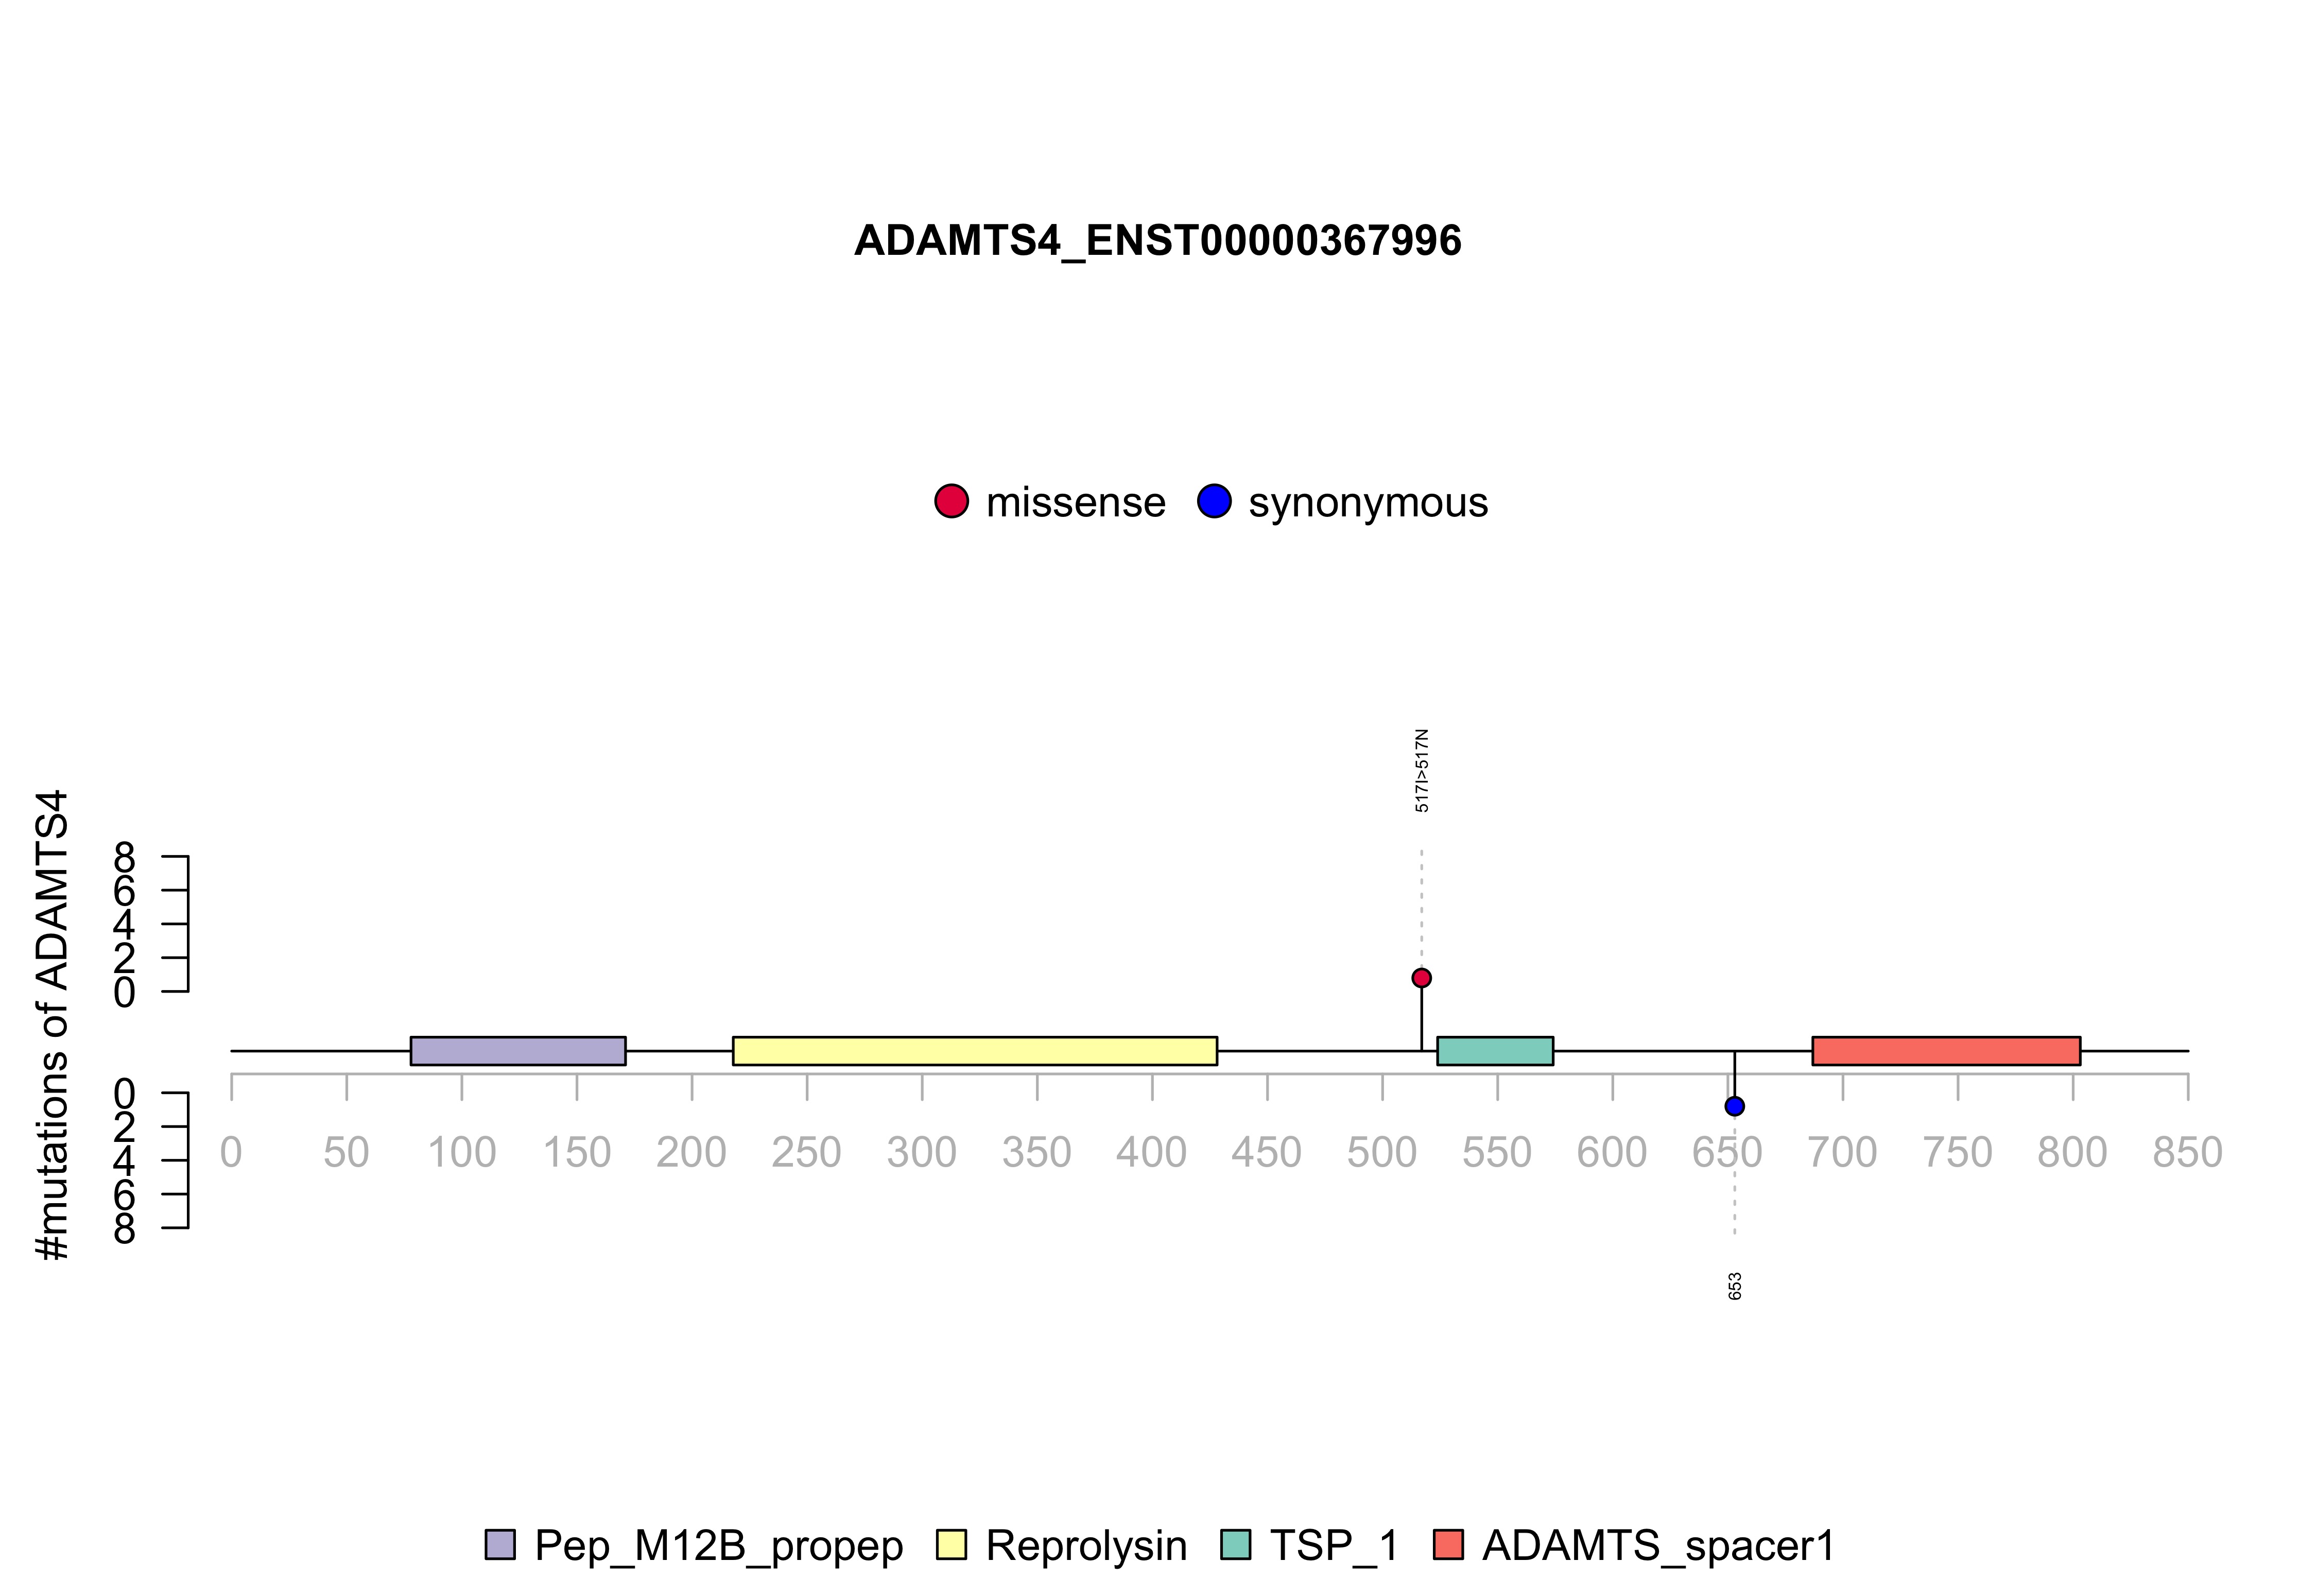 ADAMTS4_ENST00000367996
missense synonymous
517I>517N
#mutations of ADAMTS4
8
6
4
2
0
0
2
4
6
8
0 50 100 150 200 250 300 350 400 450 500 550 600 650 700 750 800 850
653
Pep_M12B_propep Reprolysin TSP_1 ADAMTS_spacer1